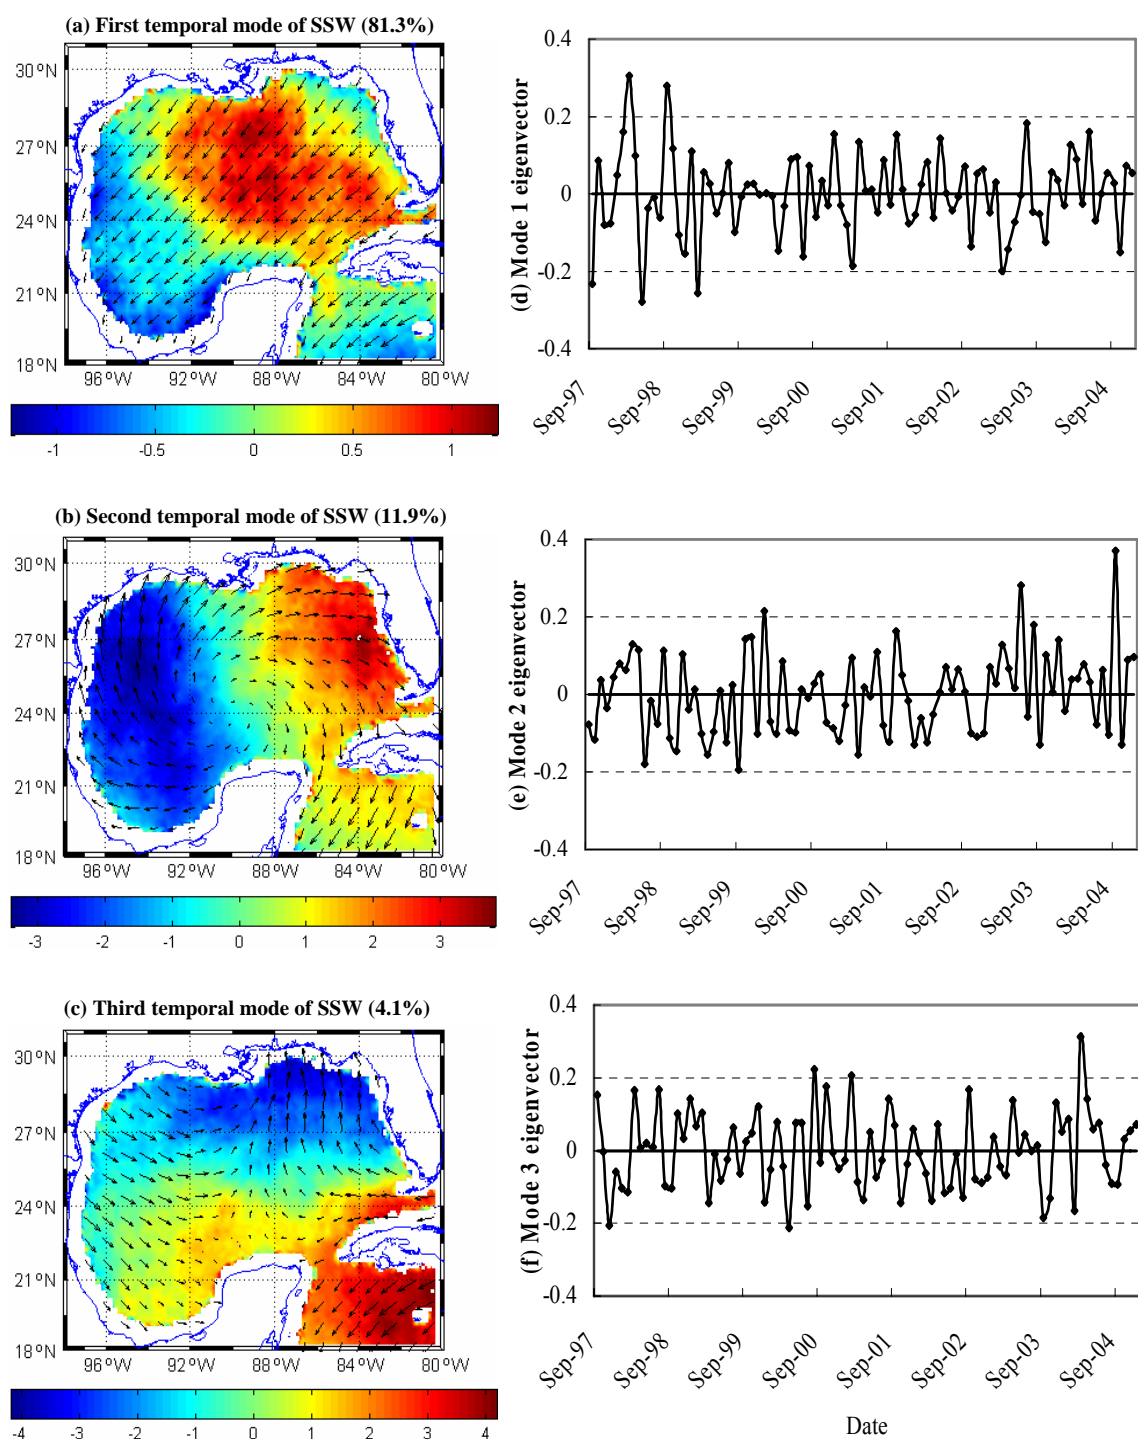 (a) First temporal mode of SSW (81.3%)
30°N
27°N
24°N
21°N
18°N
96°W 92°W 88°W 84°W 80°W
-1 -0.5 0 0.5 1
(d) Mode 1 eigenvector
0.4
0.2
0
-0.2
-0.4
Sep-97 Sep-98 Sep-99 Sep-00 Sep-01 Sep-02 Sep-03 Sep-04
(b) Second temporal mode of SSW (11.9%)
30°N
27°N
24°N
21°N
18°N
96°W 92°W 88°W 84°W 80°W
-3 -2 -1 0 1 2 3
(e) Mode 2 eigenvector
0.4
0.2
0
-0.2
-0.4
Sep-97 Sep-98 Sep-99 Sep-00 Sep-01 Sep-02 Sep-03 Sep-04
(c) Third temporal mode of SSW (4.1%)
30°N
27°N
24°N
21°N
18°N
96°W 92°W 88°W 84°W 80°W
-4 -3 -2 -1 0 1 2 3 4
(f) Mode 3 eigenvector
0.4
0.2
0
-0.2
-0.4
Sep-97 Sep-98 Sep-99 Sep-00 Sep-01 Sep-02 Sep-03 Sep-04
Date